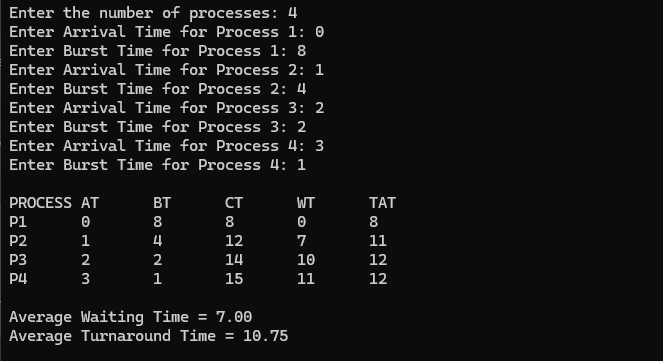 Enter the number of processes: 4
Enter Arrival Time for Process 1: 0
Enter Burst Time for Process 1: 8
Enter Arrival Time for Process 2: 1
Enter Burst Time for Process 2: 4
Enter Arrival Time for Process 3: 2
Enter Burst Time for Process 3: 2
Enter Arrival Time for Process 4: 3
Enter Burst Time for Process 4: 1
PROCESS AT BT CT WT TAT
P1 0 8 8 0 8
P2 1 4 12 7 11
P3 2 2 14 10 12
P4 3 1 15 11 12
Average Waiting Time = 7.00
Average Turnaround Time = 10.75